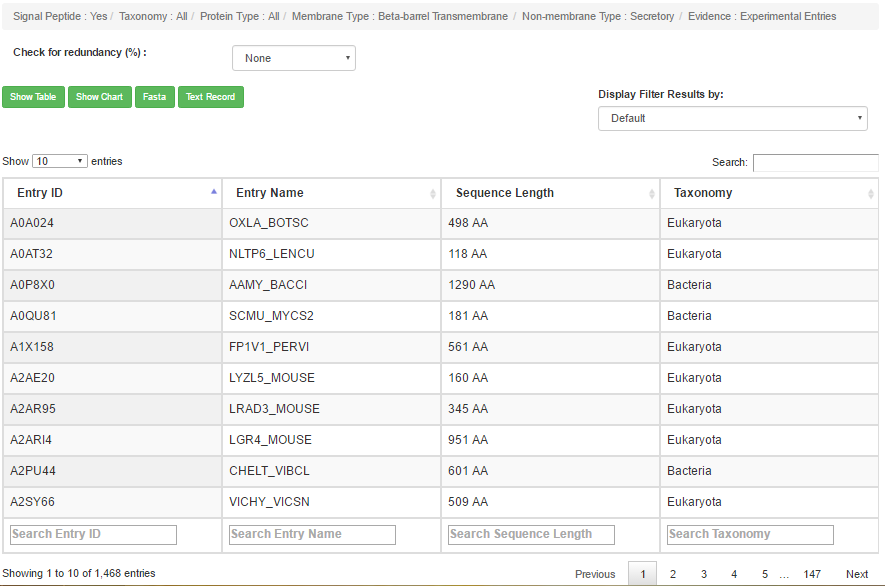 Signal Peptide : Yes / Taxonomy : All / Protein Type : All / Membrane Type : Beta-barrel Transmembrane / Non-membrane Type : Secretory / Evidence : Experimental Entries
Check for redundancy (%) :
None
Show Table Show Chart Fasta Text Record
Display Filter Results by:
Default
Show 10 entries
Search:
Entry ID Entry Name Sequence Length Taxonomy
A0A024 OXLA_BOTSC 498 AA Eukaryota
A0AT32 NLTP6_LENCU 118 AA Eukaryota
A0P8X0 AAMY_BACCI 1290 AA Bacteria
A0QU81 SCMU_MYCS2 181 AA Bacteria
A1X158 FP1V1_PERVI 561 AA Eukaryota
A2AE20 LYZL5_MOUSE 160 AA Eukaryota
A2AR95 LRAD3_MOUSE 345 AA Eukaryota
A2ARI4 LGR4_MOUSE 951 AA Eukaryota
A2PU44 CHELT_VIBCL 601 AA Bacteria
A2SY66 VICHY_VICSN 509 AA Eukaryota
Search Entry ID Search Entry Name Search Sequence Length Search Taxonomy
Showing 1 to 10 of 1,468 entries
Previous 1 2 3 4 5 ... 147 Next